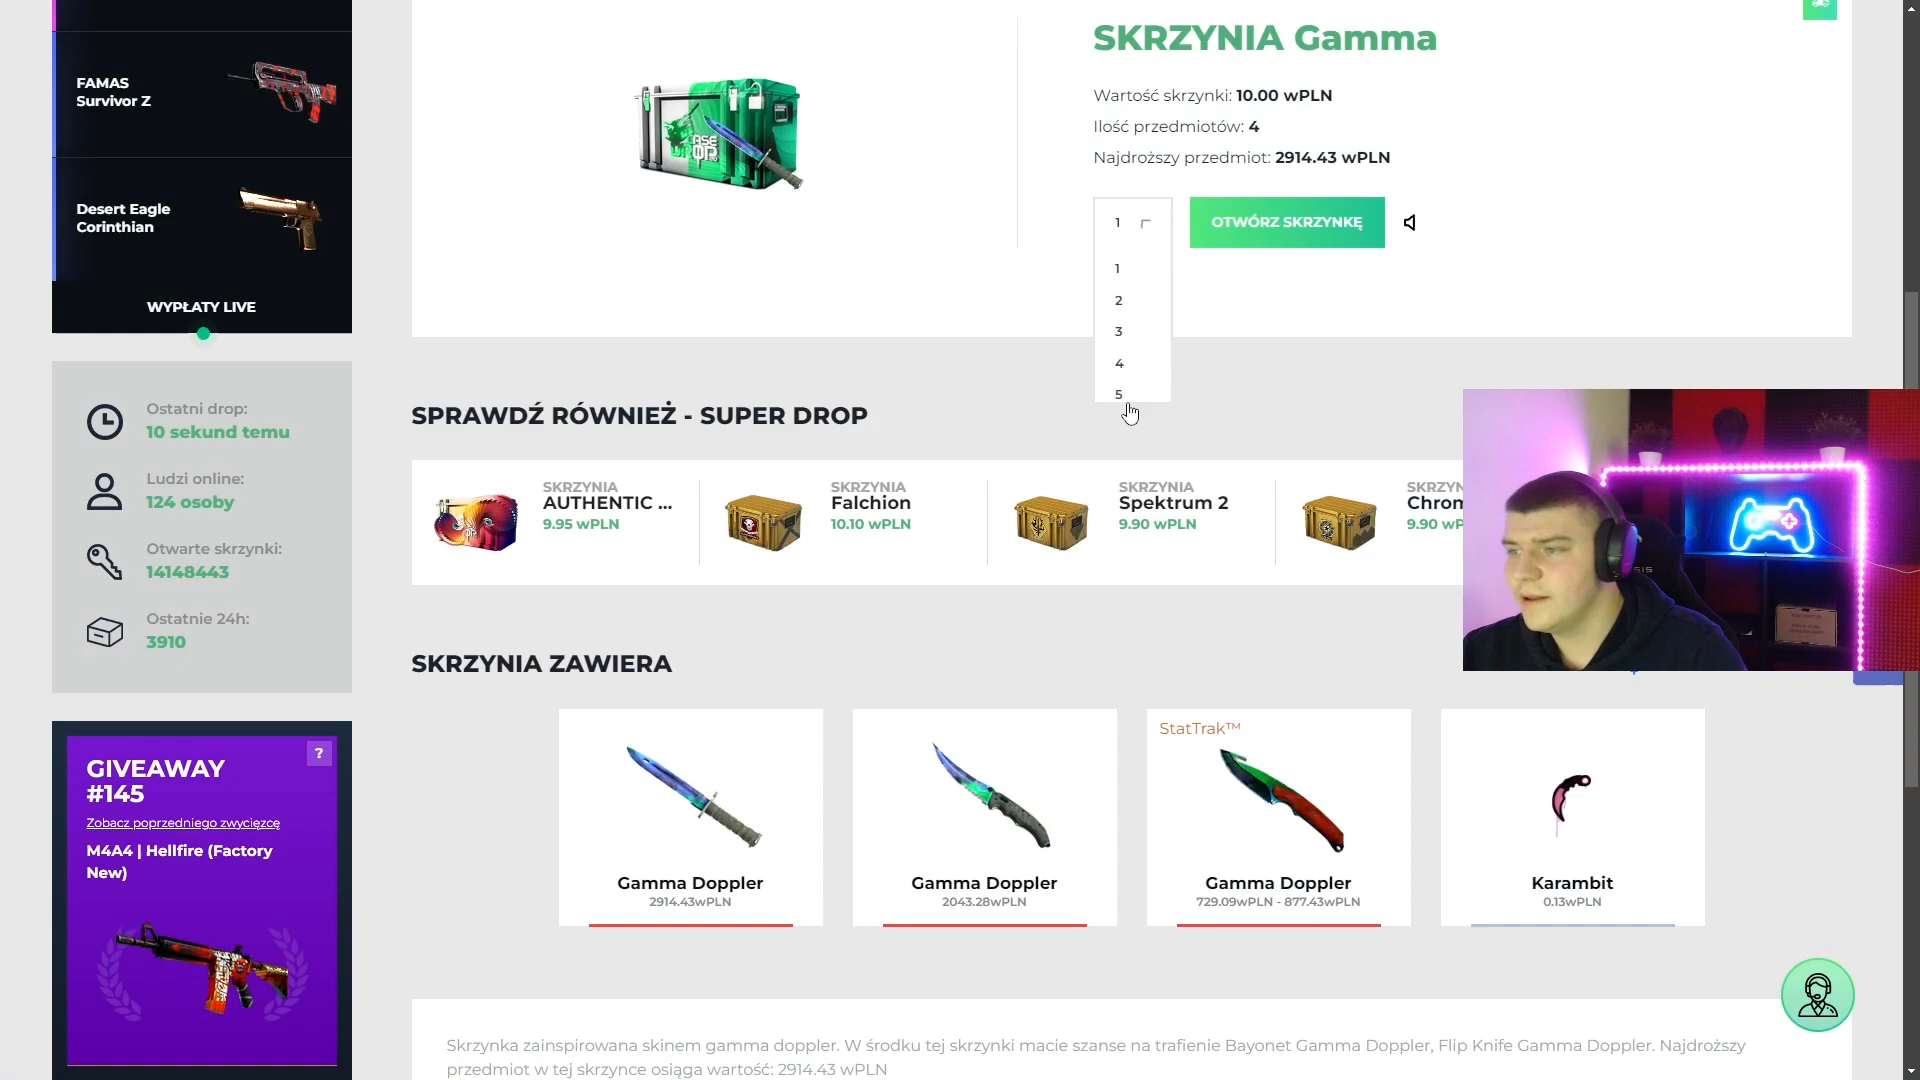 FAMAS
Survivor Z
Desert Eagle
Corinthian
WYPŁATY LIVE
Ostatni drop:
10 sekund temu
Ludzi online:
124 osoby
Otwarte skrzynki:
14148443
Ostatnie 24h:
3910
GIVEAWAY
#145
?
Zobacz poprzedniego zwycięzcę
M4A4 | Hellfire (Factory
New)
SKRZYNIA Gamma
Wartość skrzynki: 10.00 wPLN
Ilość przedmiotów: 4
Najdroższy przedmiot: 2914.43 wPLN
1
OTWÓRZ SKRZYNKĘ
1
2
3
4
5
SPRAWDŹ RÓWNIEŻ - SUPER DROP
SKRZYNIA
AUTHENTIC ...
9.95 wPLN
SKRZYNIA
Falchion
10.10 wPLN
SKRZYNIA
Spektrum 2
9.90 wPLN
SKRZYN
Chrom
9.90 wP
SKRZYNIA ZAWIERA
Gamma Doppler
2914.43wPLN
Gamma Doppler
2043.28wPLN
StatTrak™
Gamma Doppler
729.09wPLN - 877.43wPLN
Karambit
0.13wPLN
Skrzynka zainspirowana skinem gamma doppler. W środku tej skrzynki macie szanse na trafienie Bayonet Gamma Doppler, Flip Knife Gamma Doppler. Najdroższy
przedmiot w tej skrzynce osiąga wartość: 2914.43 wPLN